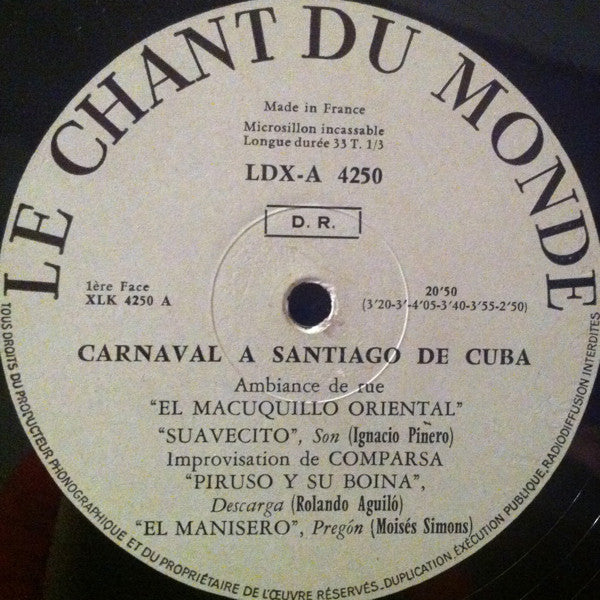 LE CHANT DU MONDE
Made in France
Microsillon incassable
Longue durée 33 T. 1/3
LDX-A 4250
D. R.
1ère Face
XLK 4250 A
20'50
(3'20-3'-4'05-3'40-3'55-2'50)
CARNAVAL A SANTIAGO DE CUBA
Ambiance de rue
"EL MACUQUILLO ORIENTAL"
"SUAVECITO", Son (Ignacio Piñero)
Improvisation de COMPARSA
"PIRUSO Y SU BOINA",
Descarga (Rolando Aguiló)
"EL MANISERO", Pregón (Moisés Simons)
TOUS DROITS DU PRODUCTEUR PHONOGRAPHIQUE ET DU PROPRIÉTAIRE DE L'ŒUVRE RÉSERVÉS.-DUPLICATION.EXÉCUTION PUBLIQUE,RADIODIFFUSION INTERDITES